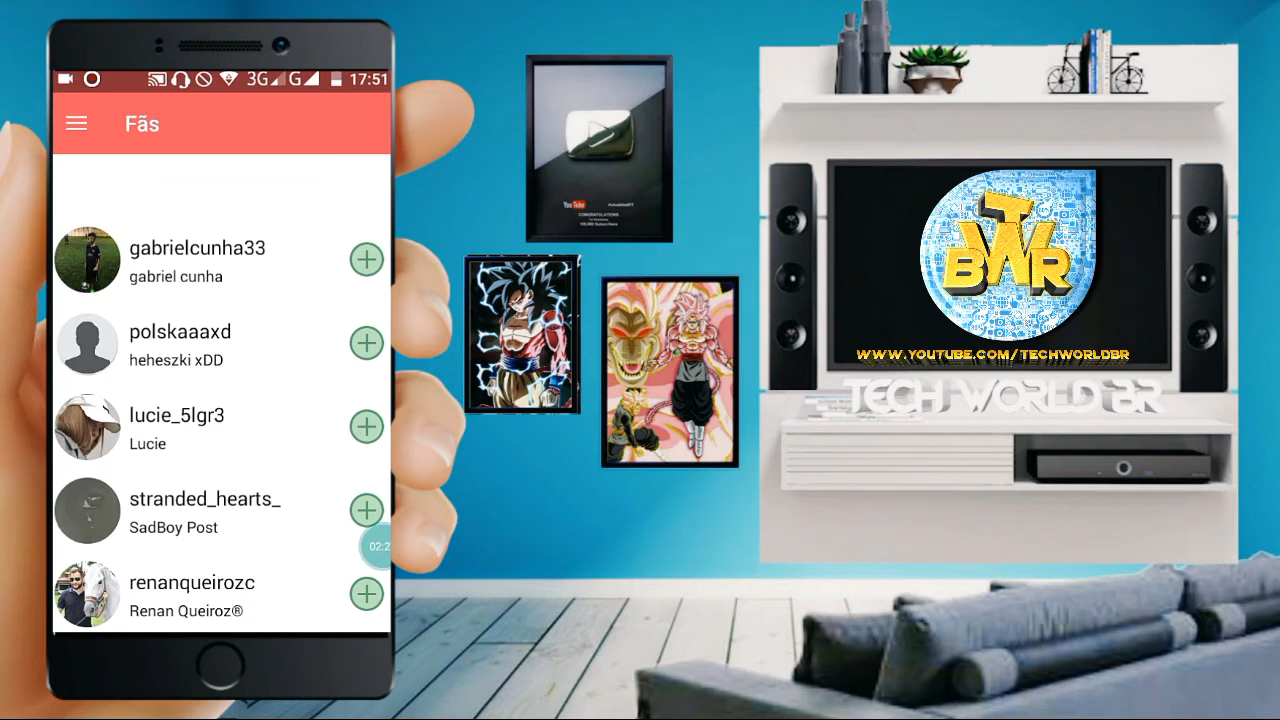 3G G 17:51
Fãs
gabrielcunha33
gabriel cunha
polskaaaxd
heheszki xDD
lucie_5lgr3
Lucie
stranded_hearts_
SadBoy Post
02:2
renanqueirozc
Renan Queiroz®
YouTube
CONGRATULATIONS
TWBR
WWW.YOUTUBE.COM/TECHWORLDBR
TECH WORLD BR